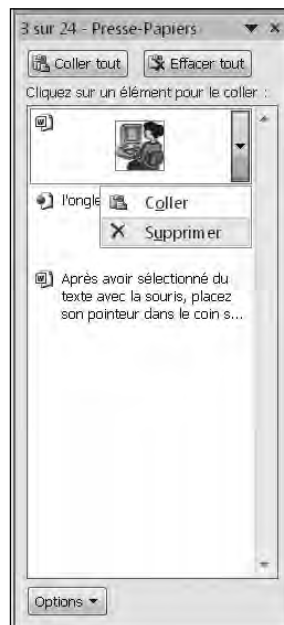 3 sur 24 - Presse-Papiers
Coller tout
Effacer tout
Cliquez sur un élément pour le coller :
l'ongle
Coller
Supprimer
Après avoir sélectionné du
texte avec la souris, placez
son pointeur dans le coin s...
Options